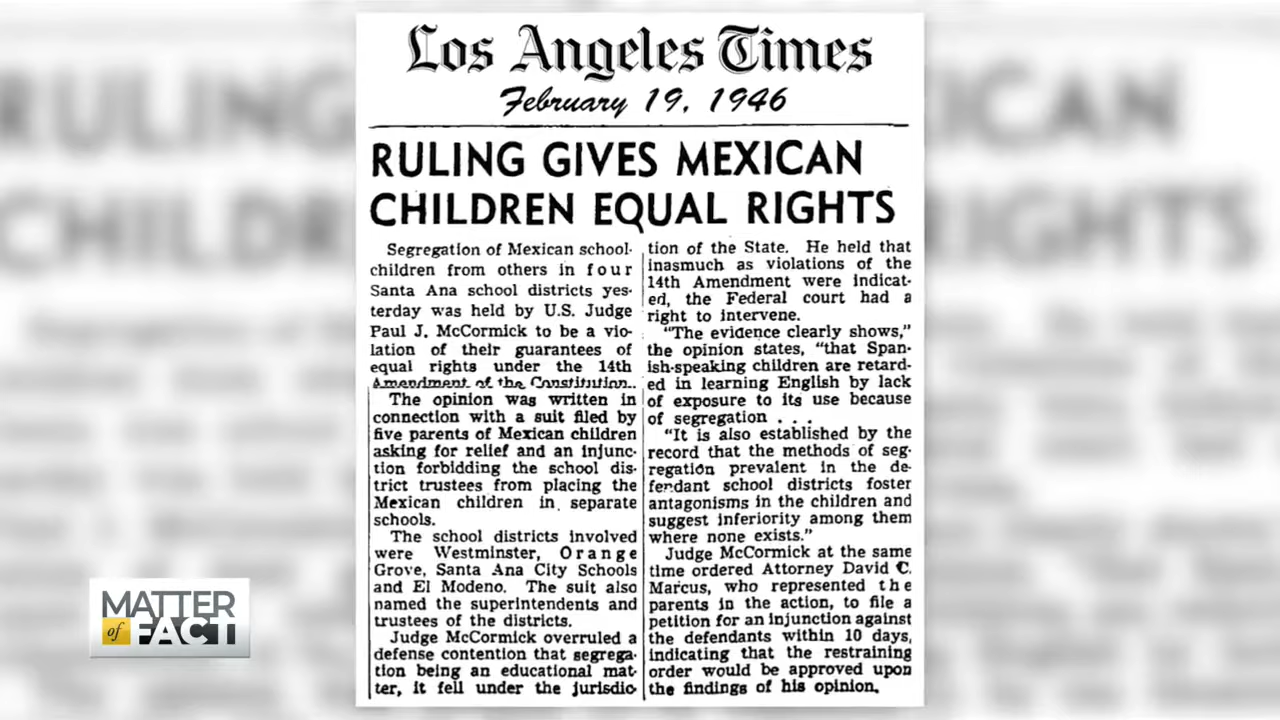 Los Angeles Times
February 19, 1946
RULING GIVES MEXICAN
CHILDREN EQUAL RIGHTS
Segregation of Mexican school-
children from others in four
Santa Ana school districts yes-
terday was held by U.S. Judge
Paul J. McCormick to be a vio-
lation of their guarantees of
equal rights under the 14th
Amendment of the Constitution.
The opinion was written in
connection with a suit filed by
five parents of Mexican children
asking for relief and an injunc-
tion forbidding the school dis-
trict trustees from placing the
Mexican children in separate
schools.
The school districts involved
were Westminster, Orange
Grove, Santa Ana City Schools
and El Modeno. The suit also
named the superintendents and
trustees of the districts.
Judge McCormick overruled a
defense contention that segrega-
tion being an educational mat-
ter, it fell under the jurisdic-
tion of the State. He held that
inasmuch as violations of the
14th Amendment were indicat-
ed, the Federal court had a
right to intervene.
"The evidence clearly shows,"
the opinion states, "that Span-
ish-speaking children are retard-
ed in learning English by lack
of exposure to its use because
of segregation . . .
"It is also established by the
record that the methods of seg-
regation prevalent in the de-
fendant school districts foster
antagonisms in the children and
suggest inferiority among them
where none exists."
Judge McCormick at the same
time ordered Attorney David C.
Marcus, who represented the
parents in the action, to file a
petition for an injunction against
the defendants within 10 days,
indicating that the restraining
order would be approved upon
the findings of his opinion.
MATTER
of FACT
RULING
CHILDR
ICAN
RIGHTS